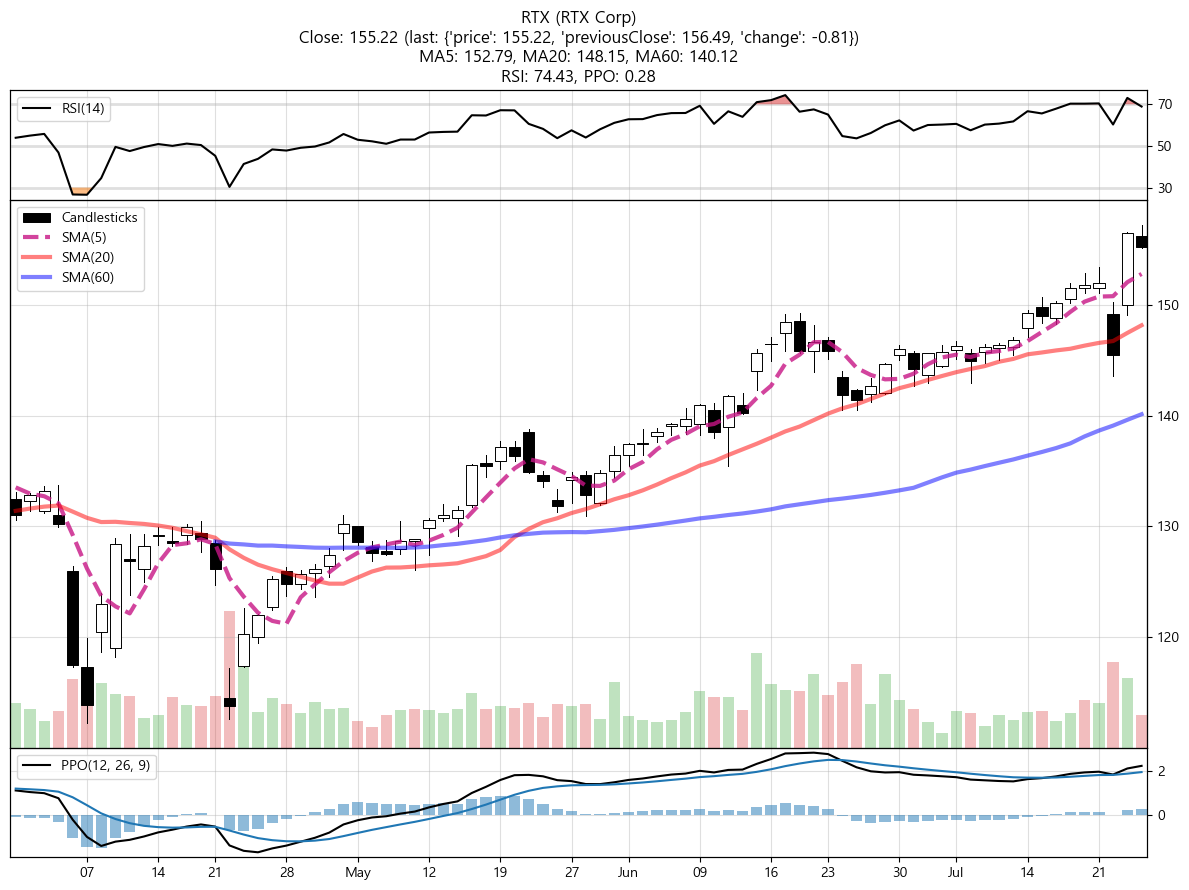 RTX (RTX Corp)
Close: 155.22 (last: {'price': 155.22, 'previousClose': 156.49, 'change': -0.81})
MA5: 152.79, MA20: 148.15, MA60: 140.12
RSI: 74.43, PPO: 0.28
RSI(14)
70
50
30
Candlesticks
SMA(5)
SMA(20)
SMA(60)
150
140
130
120
PPO(12, 26, 9)
2
0
07 14 21 28 May 12 19 27 Jun 09 16 23 30 Jul 14 21